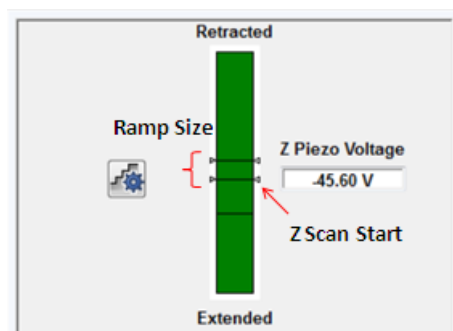 Retracted
Ramp Size
Z Piezo Voltage
-45.60 V
Z Scan Start
Extended